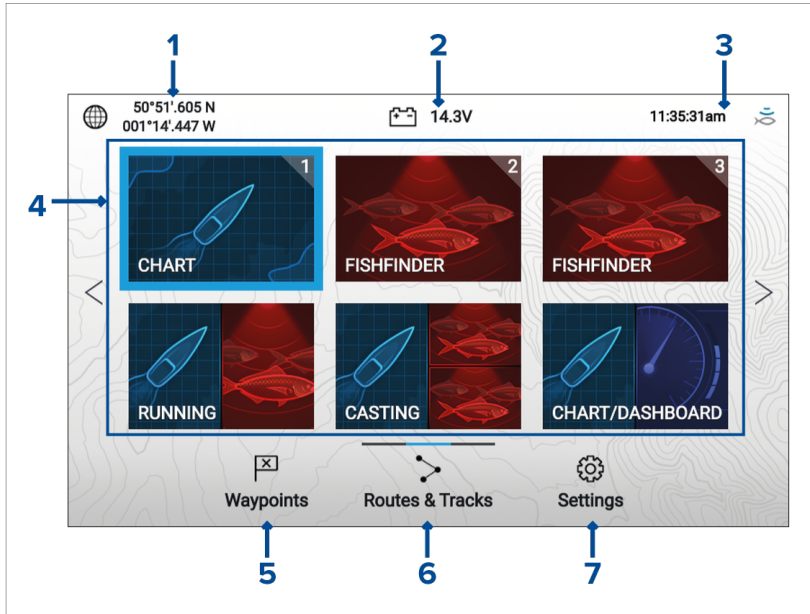 1
2
3
50°51'.605 N
001°14'.447 W
14.3V
11:35:31am
4
1
CHART
2
FISHFINDER
3
FISHFINDER
RUNNING
CASTING
CHART/DASHBOARD
Waypoints
Routes & Tracks
Settings
5
6
7